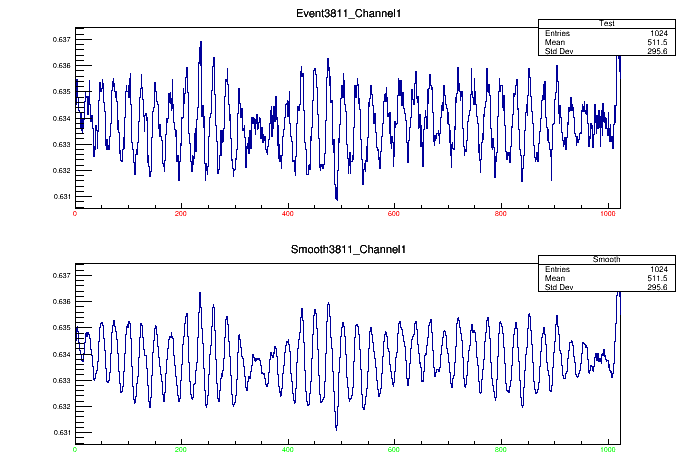 Event3811_Channel1
Test
Entries 1024
Mean 511.5
Std Dev 295.6
0.637
0.636
0.635
0.634
0.633
0.632
0.631
0 200 400 600 800 1000
Smooth3811_Channel1
Smooth
Entries 1024
Mean 511.5
Std Dev 295.6
0.637
0.636
0.635
0.634
0.633
0.632
0.631
0 200 400 600 800 1000